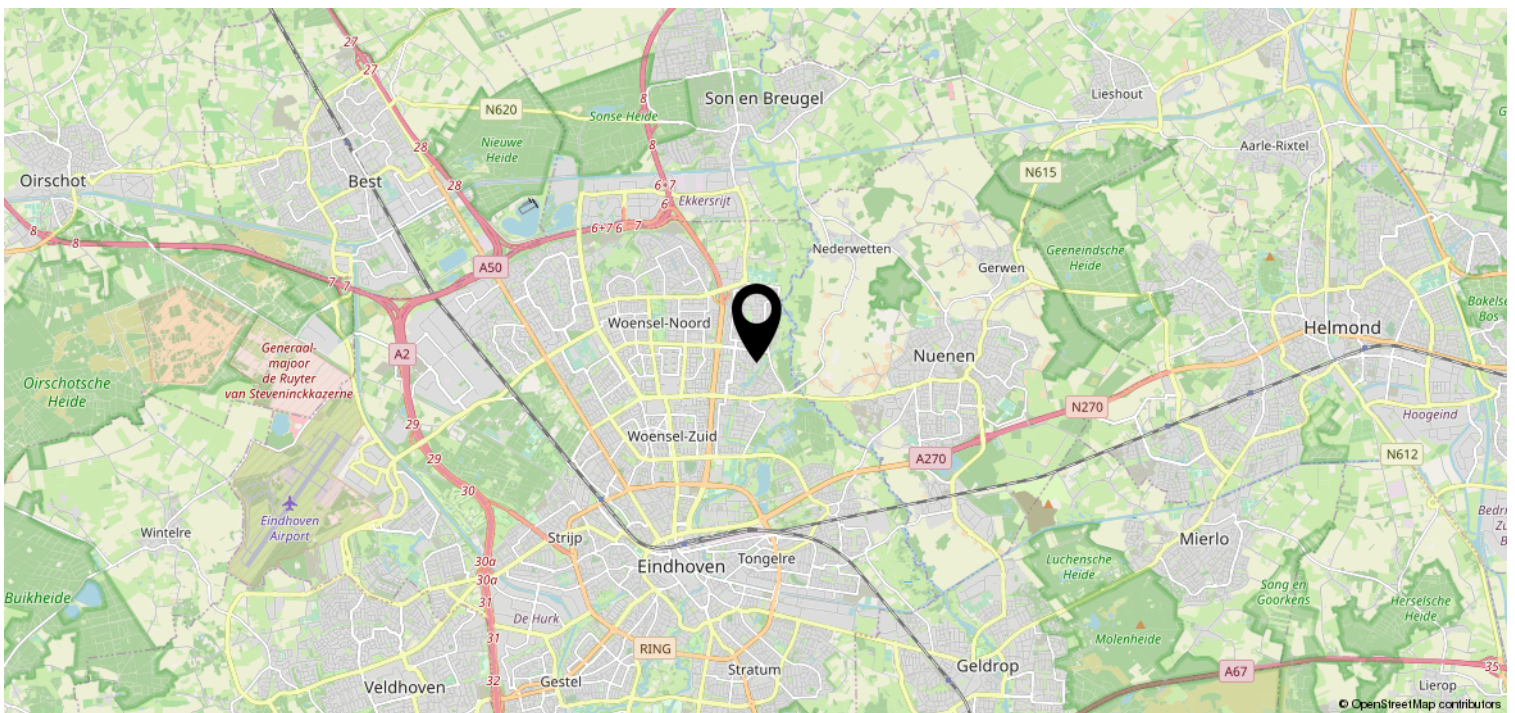 27
27
N620
Son en Breugel
Lieshout
8
Sonse Heide
Nieuwe
Heide
28
8
Aarle-Rixtel
Oirschot
Best
28
N615
6+7
6
Ekkersrijt
8
8
6+7
6
7
Nederwetten
Geeneindsche
Heide
A50
Gerwen
7
7
Bakelse
Bos
Woensel-Noord
Helmond
Generaal-
majoor
de Ruyter
van Steveninckkazerne
A2
Nuenen
Oirschotsche
Heide
N270
Hoogeind
29
Woensel-Zuid
29
A270
N612
30
Eindhoven
Airport
Wintelre
Strijp
Mierlo
Eindhoven
Tongelre
Luchensche
Heide
30a
30a
Buikheide
31
De Hurk
Sang en
Goorkens
Herselsche
Heide
31
RING
Molenheide
32
Stratum
Geldrop
A67
35
Veldhoven
Gestel
Lierop
© OpenStreetMap contributors